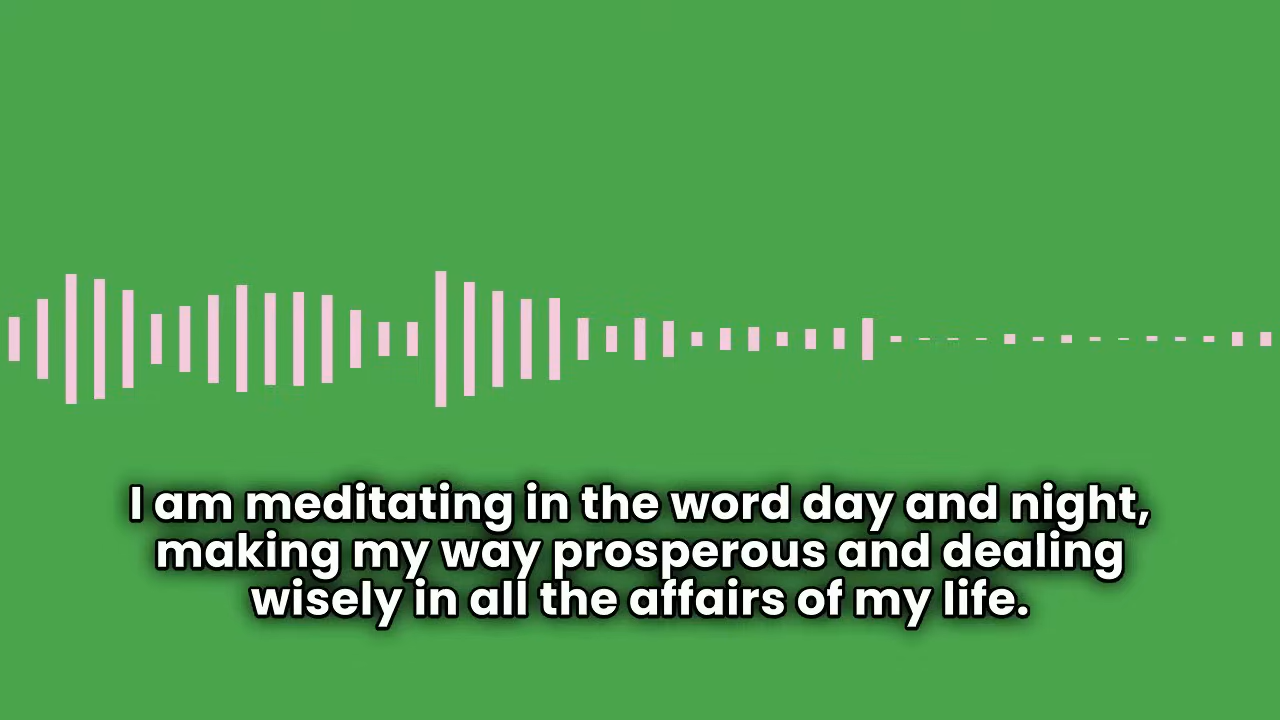 I am meditating in the word day and night,
making my way prosperous and dealing
wisely in all the affairs of my life.